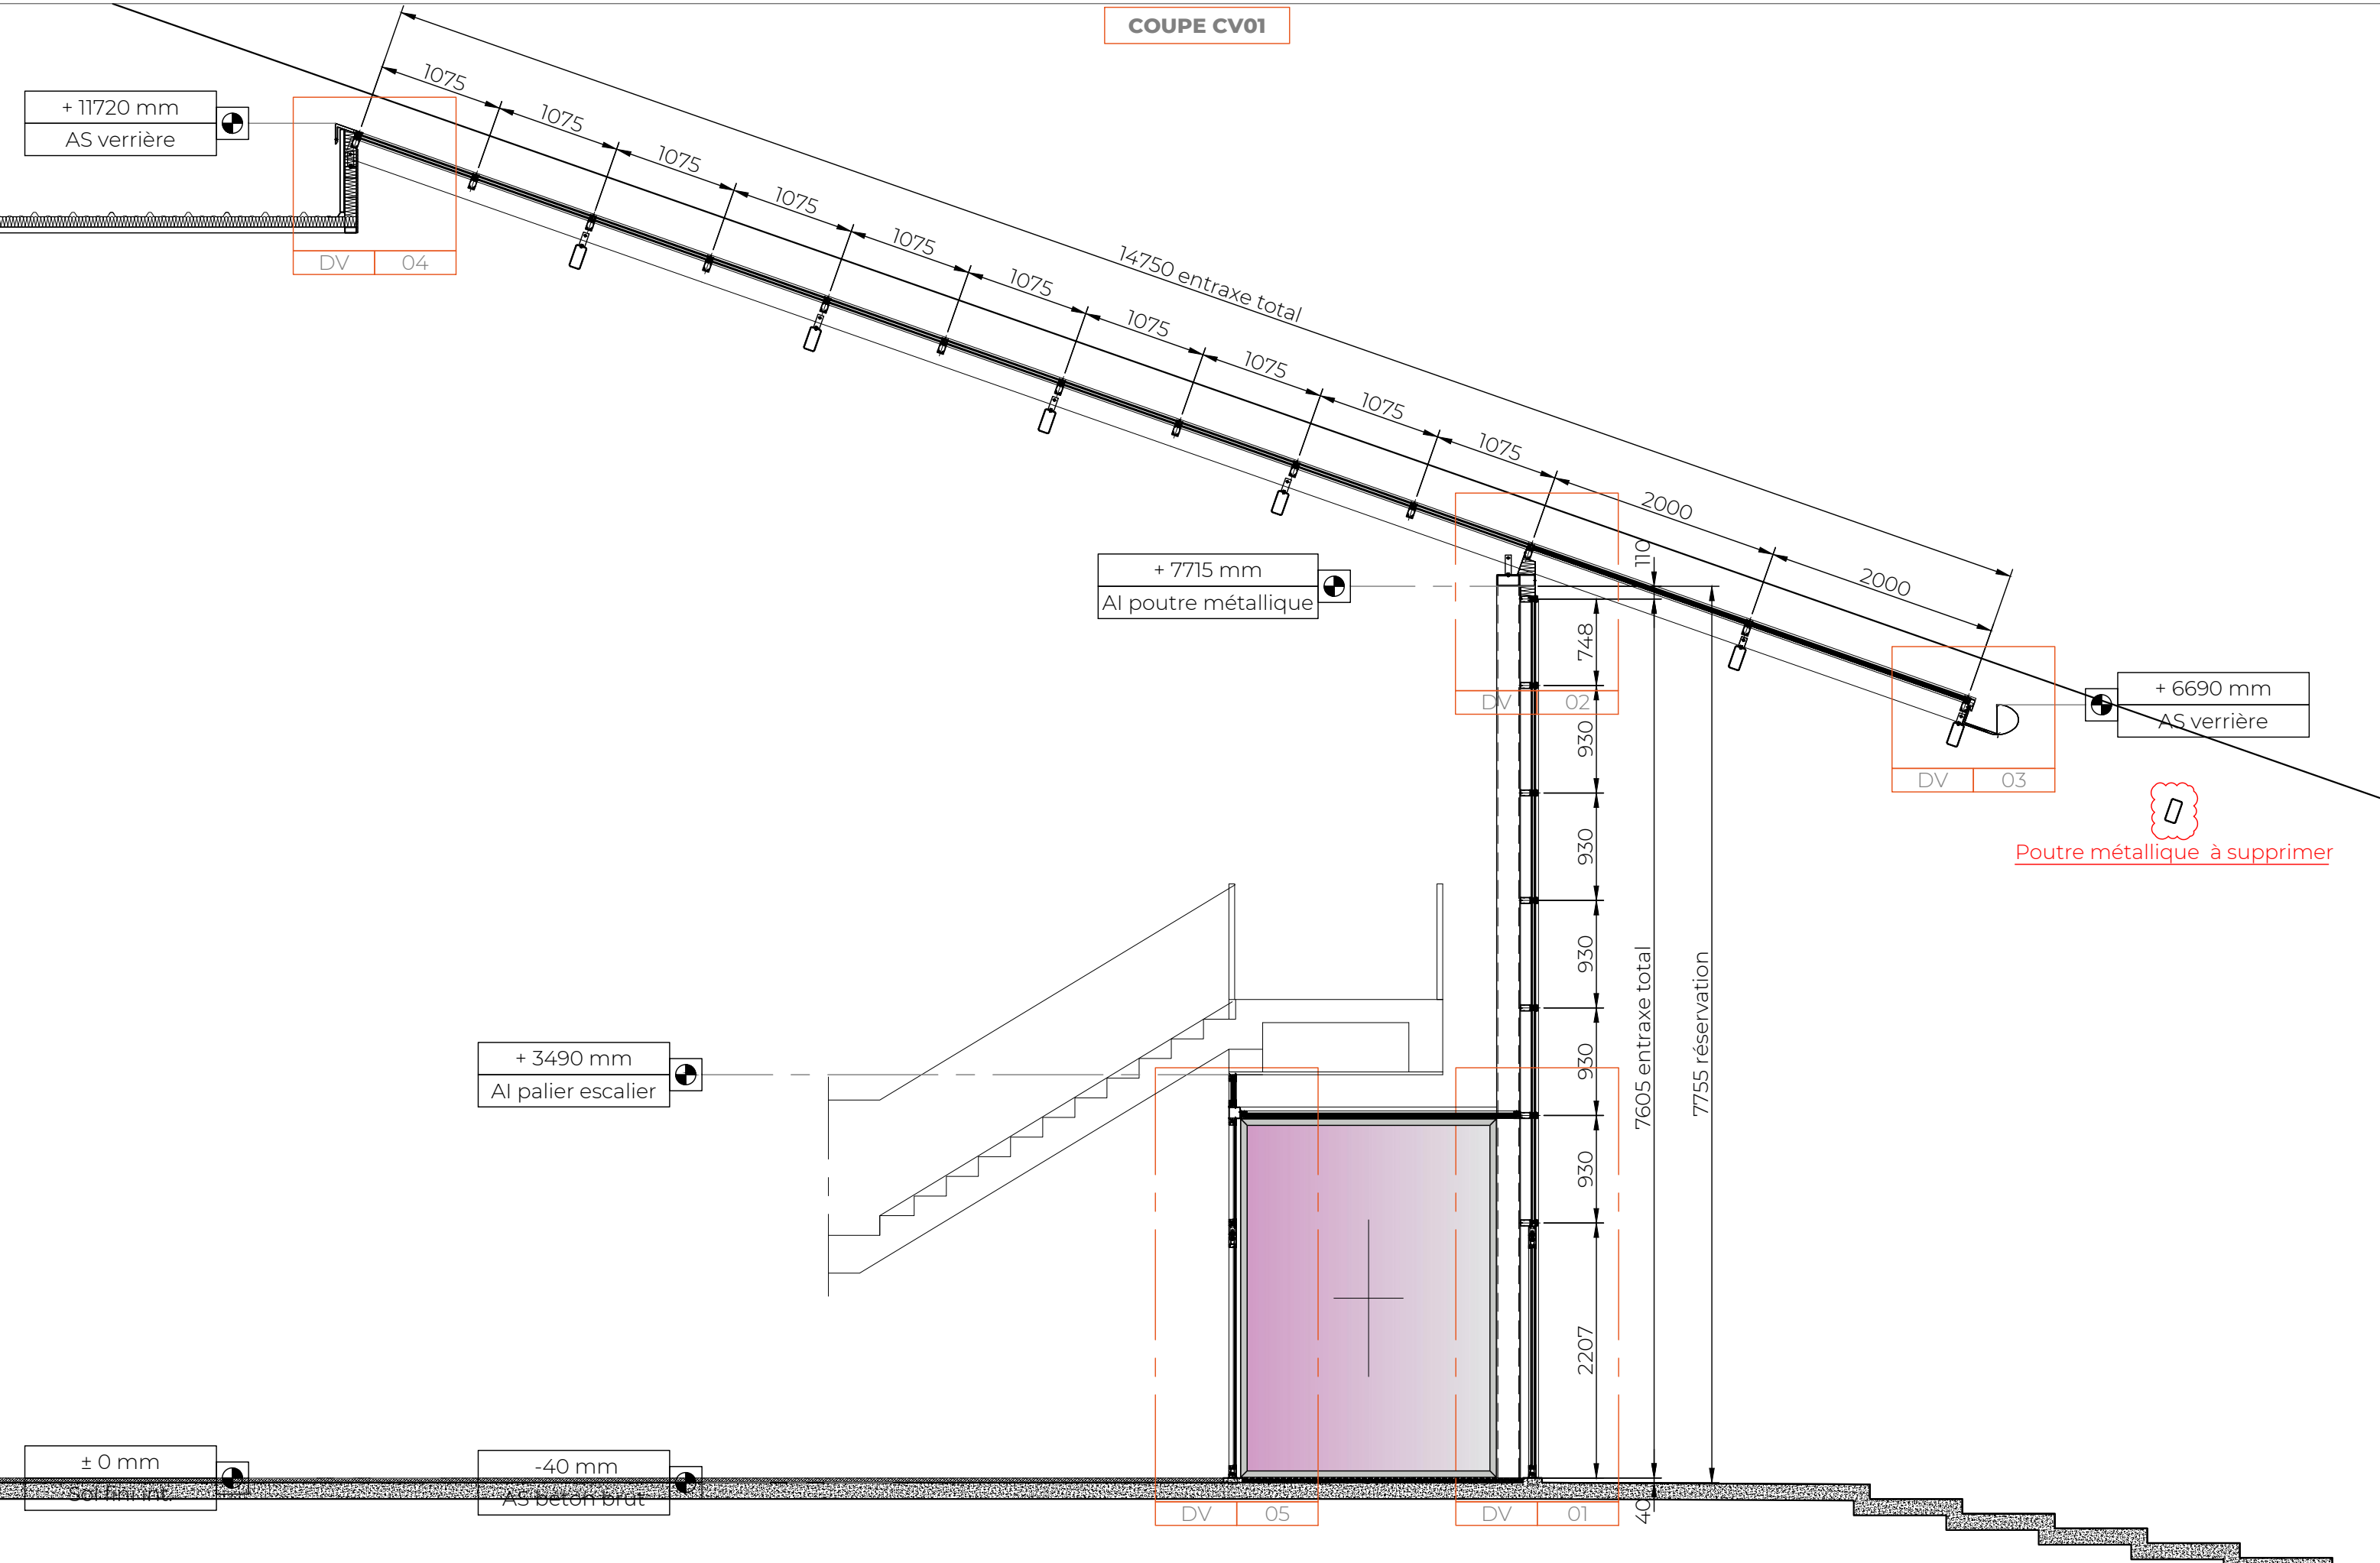 COUPE CV01
+ 11720 mm
AS verrière
1075
1075
1075
1075
1075
1075
1075
1075
1075
1075
2000
2000
14750 entraxe total
DV 04
+ 7715 mm
AI poutre métallique
110
748
DV 02
930
930
930
930
930
2207
7605 entraxe total
7755 réservation
40
+ 6690 mm
AS verrière
DV 03
Poutre métallique à supprimer
+ 3490 mm
AI palier escalier
± 0 mm
Sol fini int.
-40 mm
AS béton brut
DV 05
DV 01